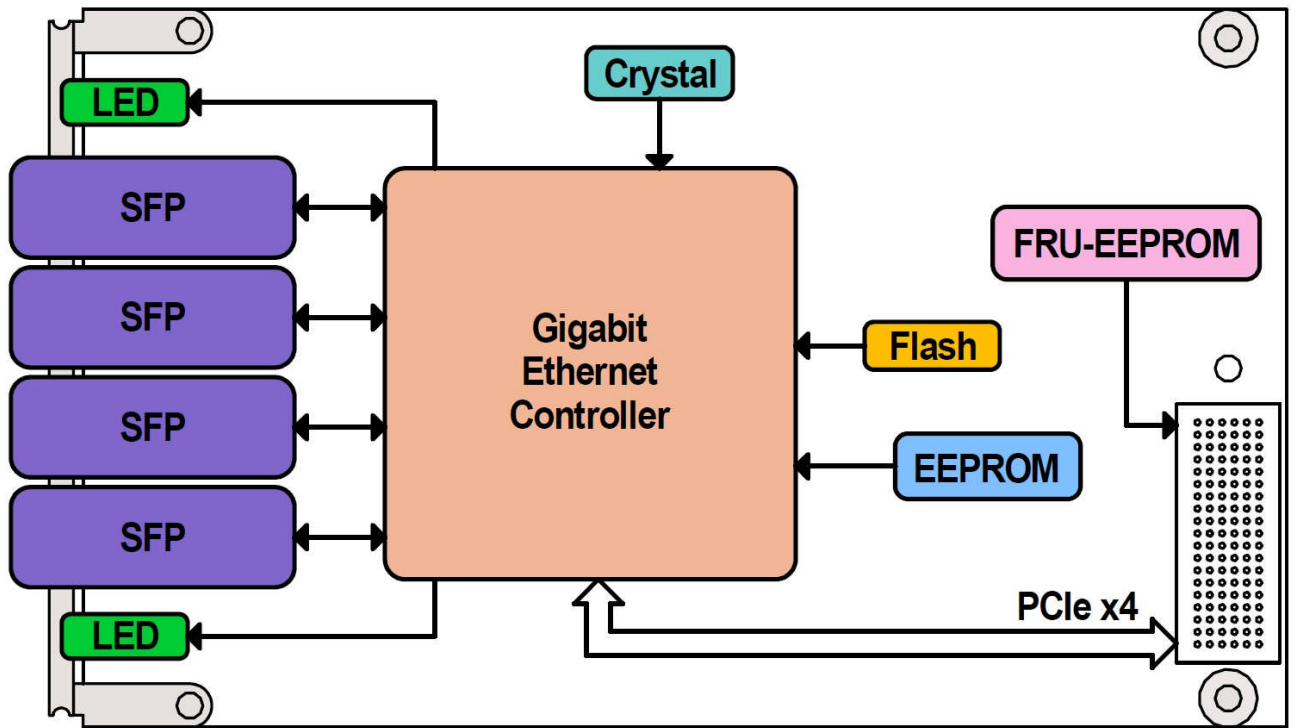 Crystal
LED
SFP
FRU-EEPROM
SFP
Gigabit
Ethernet
Controller
Flash
SFP
EEPROM
SFP
PCIe x4
LED